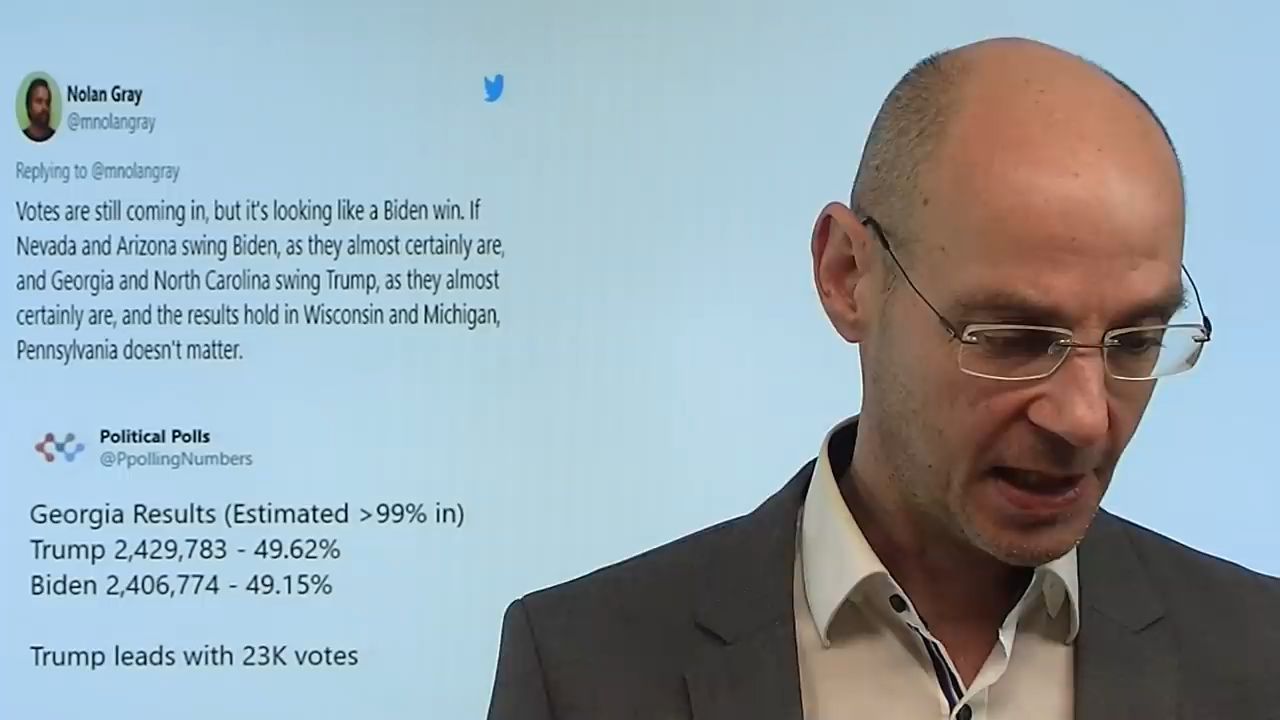 Nolan Gray
@mnolangray
Replying to @mnolangray
Votes are still coming in, but it's looking like a Biden win. If
Nevada and Arizona swing Biden, as they almost certainly are,
and Georgia and North Carolina swing Trump, as they almost
certainly are, and the results hold in Wisconsin and Michigan,
Pennsylvania doesn't matter.
Political Polls
@PpollingNumbers
Georgia Results (Estimated >99% in)
Trump 2,429,783 - 49.62%
Biden 2,406,774 - 49.15%
Trump leads with 23K votes